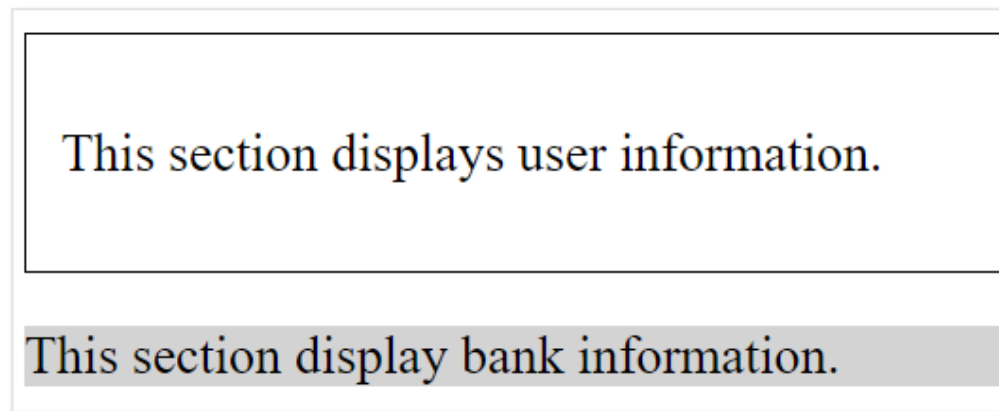 This section displays user information.
This section display bank information.